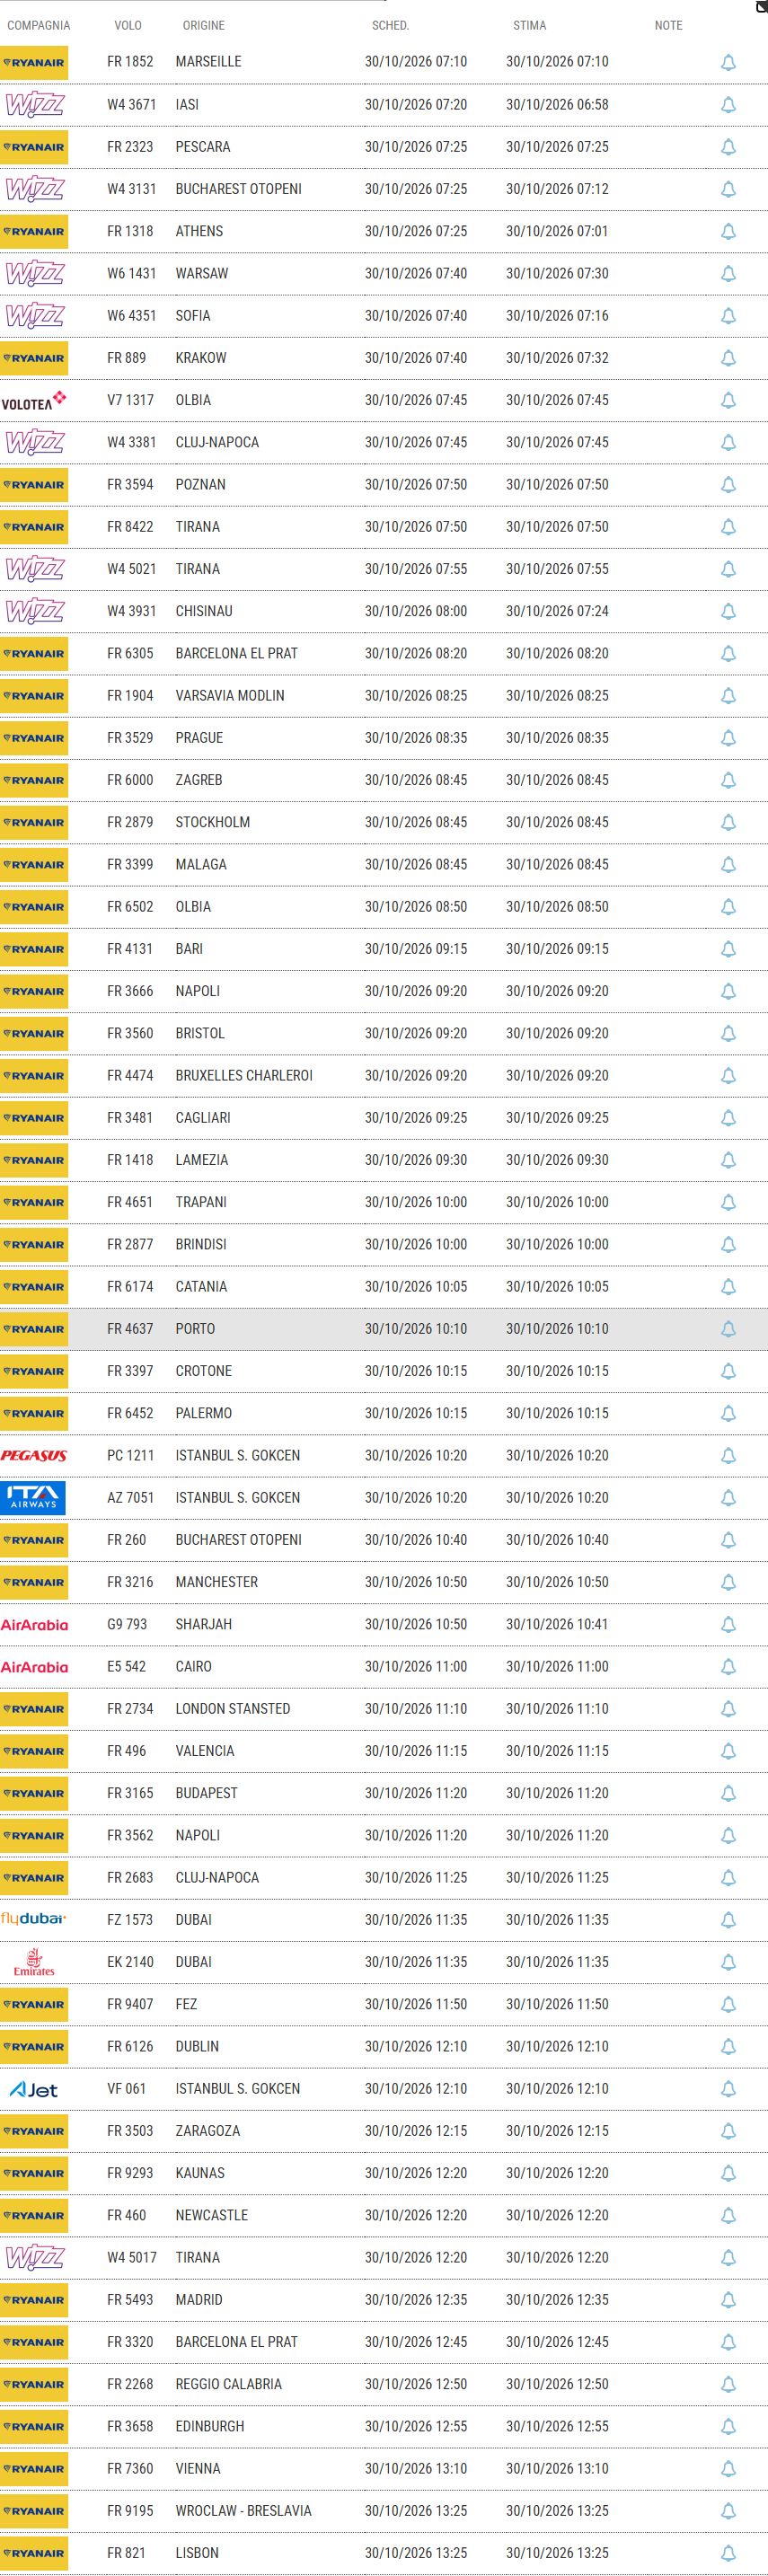 COMPAGNIA VOLO ORIGINE SCHED. STIMA NOTE
RYANAIR FR 1852 MARSEILLE 30/10/2026 07:10 30/10/2026 07:10
WIZZ W4 3671 IASI 30/10/2026 07:20 30/10/2026 06:58
RYANAIR FR 2323 PESCARA 30/10/2026 07:25 30/10/2026 07:25
WIZZ W4 3131 BUCHAREST OTOPENI 30/10/2026 07:25 30/10/2026 07:12
RYANAIR FR 1318 ATHENS 30/10/2026 07:25 30/10/2026 07:01
WIZZ W6 1431 WARSAW 30/10/2026 07:40 30/10/2026 07:30
WIZZ W6 4351 SOFIA 30/10/2026 07:40 30/10/2026 07:16
RYANAIR FR 889 KRAKOW 30/10/2026 07:40 30/10/2026 07:32
VOLOTEA V7 1317 OLBIA 30/10/2026 07:45 30/10/2026 07:45
WIZZ W4 3381 CLUJ-NAPOCA 30/10/2026 07:45 30/10/2026 07:45
RYANAIR FR 3594 POZNAN 30/10/2026 07:50 30/10/2026 07:50
RYANAIR FR 8422 TIRANA 30/10/2026 07:50 30/10/2026 07:50
WIZZ W4 5021 TIRANA 30/10/2026 07:55 30/10/2026 07:55
WIZZ W4 3931 CHISINAU 30/10/2026 08:00 30/10/2026 07:24
RYANAIR FR 6305 BARCELONA EL PRAT 30/10/2026 08:20 30/10/2026 08:20
RYANAIR FR 1904 VARSAVIA MODLIN 30/10/2026 08:25 30/10/2026 08:25
RYANAIR FR 3529 PRAGUE 30/10/2026 08:35 30/10/2026 08:35
RYANAIR FR 6000 ZAGREB 30/10/2026 08:45 30/10/2026 08:45
RYANAIR FR 2879 STOCKHOLM 30/10/2026 08:45 30/10/2026 08:45
RYANAIR FR 3399 MALAGA 30/10/2026 08:45 30/10/2026 08:45
RYANAIR FR 6502 OLBIA 30/10/2026 08:50 30/10/2026 08:50
RYANAIR FR 4131 BARI 30/10/2026 09:15 30/10/2026 09:15
RYANAIR FR 3666 NAPOLI 30/10/2026 09:20 30/10/2026 09:20
RYANAIR FR 3560 BRISTOL 30/10/2026 09:20 30/10/2026 09:20
RYANAIR FR 4474 BRUXELLES CHARLEROI 30/10/2026 09:20 30/10/2026 09:20
RYANAIR FR 3481 CAGLIARI 30/10/2026 09:25 30/10/2026 09:25
RYANAIR FR 1418 LAMEZIA 30/10/2026 09:30 30/10/2026 09:30
RYANAIR FR 4651 TRAPANI 30/10/2026 10:00 30/10/2026 10:00
RYANAIR FR 2877 BRINDISI 30/10/2026 10:00 30/10/2026 10:00
RYANAIR FR 6174 CATANIA 30/10/2026 10:05 30/10/2026 10:05
RYANAIR FR 4637 PORTO 30/10/2026 10:10 30/10/2026 10:10
RYANAIR FR 3397 CROTONE 30/10/2026 10:15 30/10/2026 10:15
RYANAIR FR 6452 PALERMO 30/10/2026 10:15 30/10/2026 10:15
PEGASUS PC 1211 ISTANBUL S. GOKCEN 30/10/2026 10:20 30/10/2026 10:20
ITA AIRWAYS AZ 7051 ISTANBUL S. GOKCEN 30/10/2026 10:20 30/10/2026 10:20
RYANAIR FR 260 BUCHAREST OTOPENI 30/10/2026 10:40 30/10/2026 10:40
RYANAIR FR 3216 MANCHESTER 30/10/2026 10:50 30/10/2026 10:50
AirArabia G9 793 SHARJAH 30/10/2026 10:50 30/10/2026 10:41
AirArabia E5 542 CAIRO 30/10/2026 11:00 30/10/2026 11:00
RYANAIR FR 2734 LONDON STANSTED 30/10/2026 11:10 30/10/2026 11:10
RYANAIR FR 496 VALENCIA 30/10/2026 11:15 30/10/2026 11:15
RYANAIR FR 3165 BUDAPEST 30/10/2026 11:20 30/10/2026 11:20
RYANAIR FR 3562 NAPOLI 30/10/2026 11:20 30/10/2026 11:20
RYANAIR FR 2683 CLUJ-NAPOCA 30/10/2026 11:25 30/10/2026 11:25
flydubai FZ 1573 DUBAI 30/10/2026 11:35 30/10/2026 11:35
Emirates EK 2140 DUBAI 30/10/2026 11:35 30/10/2026 11:35
RYANAIR FR 9407 FEZ 30/10/2026 11:50 30/10/2026 11:50
RYANAIR FR 6126 DUBLIN 30/10/2026 12:10 30/10/2026 12:10
AJet VF 061 ISTANBUL S. GOKCEN 30/10/2026 12:10 30/10/2026 12:10
RYANAIR FR 3503 ZARAGOZA 30/10/2026 12:15 30/10/2026 12:15
RYANAIR FR 9293 KAUNAS 30/10/2026 12:20 30/10/2026 12:20
RYANAIR FR 460 NEWCASTLE 30/10/2026 12:20 30/10/2026 12:20
WIZZ W4 5017 TIRANA 30/10/2026 12:20 30/10/2026 12:20
RYANAIR FR 5493 MADRID 30/10/2026 12:35 30/10/2026 12:35
RYANAIR FR 3320 BARCELONA EL PRAT 30/10/2026 12:45 30/10/2026 12:45
RYANAIR FR 2268 REGGIO CALABRIA 30/10/2026 12:50 30/10/2026 12:50
RYANAIR FR 3658 EDINBURGH 30/10/2026 12:55 30/10/2026 12:55
RYANAIR FR 7360 VIENNA 30/10/2026 13:10 30/10/2026 13:10
RYANAIR FR 9195 WROCLAW - BRESLAVIA 30/10/2026 13:25 30/10/2026 13:25
RYANAIR FR 821 LISBON 30/10/2026 13:25 30/10/2026 13:25